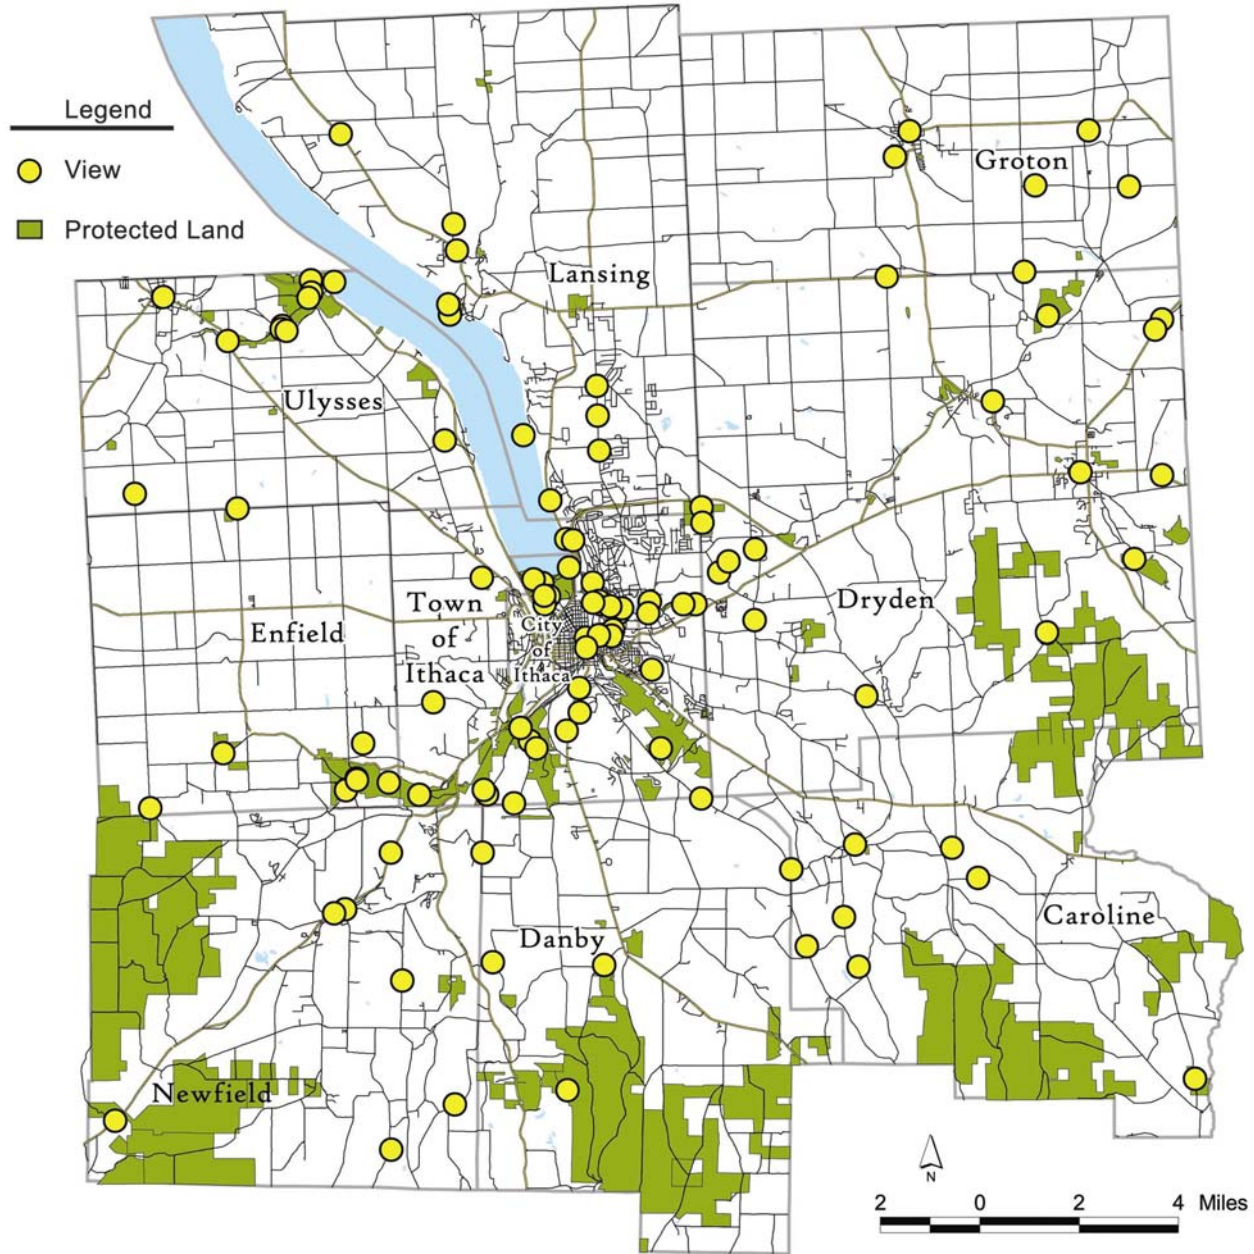 Legend
View
Protected Land
Groton
Lansing
Ulysses
Dryden
Town
of
Ithaca
City
of
Ithaca
Enfield
Caroline
Danby
Newfield
N
2 0 2 4 Miles